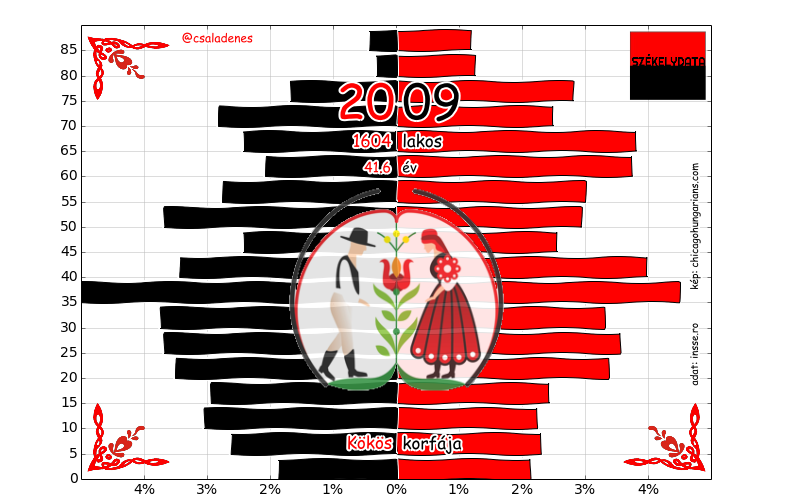 @csaladenes
SZÉKELYDATA
2009
1604 lakos
41.6 év
kép: chicagohungarians.com
adat: insse.ro
Kökös korfája
85
80
75
70
65
60
55
50
45
40
35
30
25
20
15
10
5
0
4% 3% 2% 1% 0% 1% 2% 3% 4%